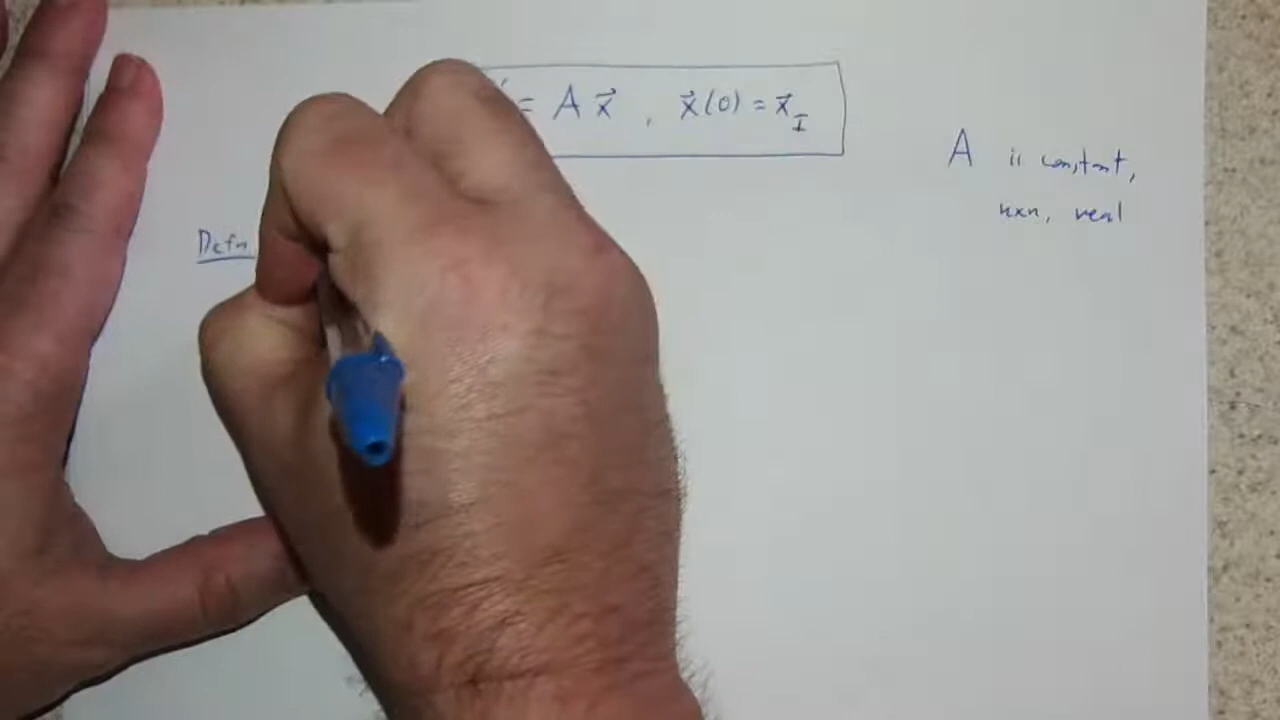 ′ = A x⃗ , x⃗(0) = x⃗_I
A is constant,
nxn, real
Defn